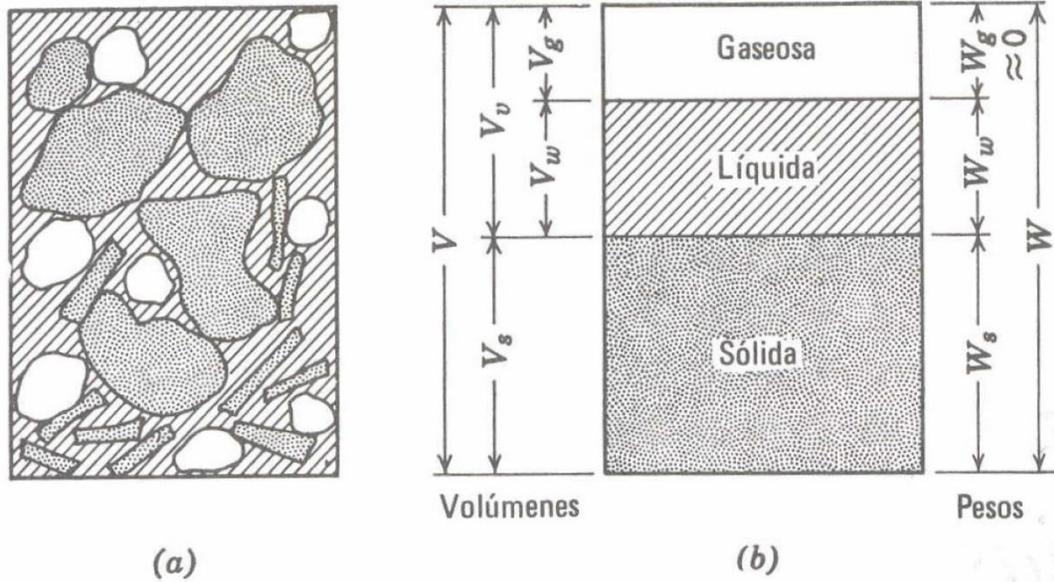 Gaseosa
Líquida
Sólida
V
V_v
V_g
V_w
V_s
W_g ≈ 0
W_w
W_s
W
Volúmenes
Pesos
(a)
(b)